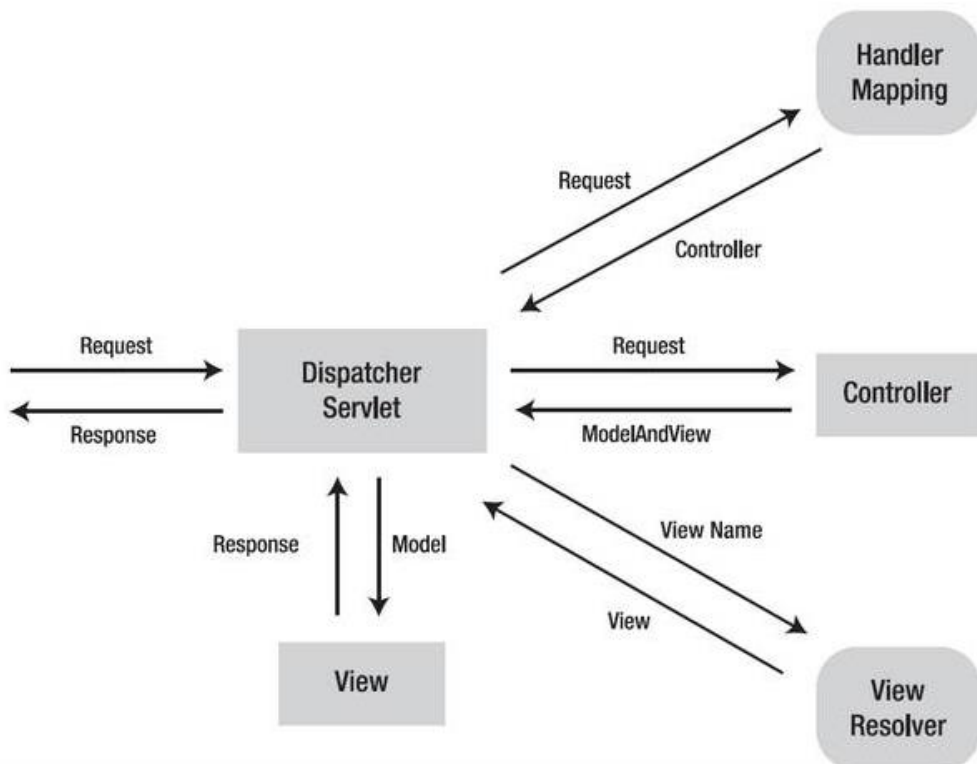 Handler
Mapping
Request
Controller
Request
Response
Dispatcher
Servlet
Request
ModelAndView
Controller
Response
Model
View Name
View
View
View
Resolver